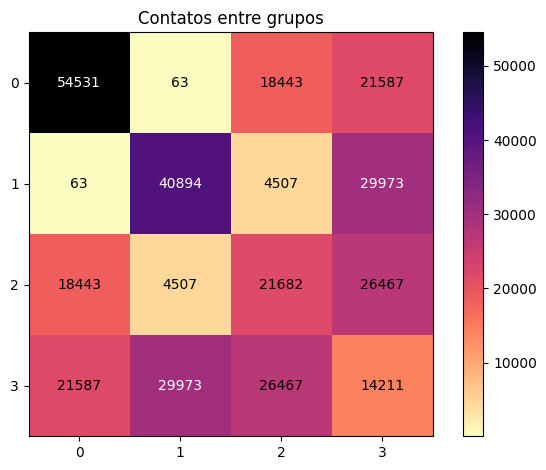 Contatos entre grupos
0 54531 63 18443 21587
1 63 40894 4507 29973
2 18443 4507 21682 26467
3 21587 29973 26467 14211
0 1 2 3
50000
40000
30000
20000
10000